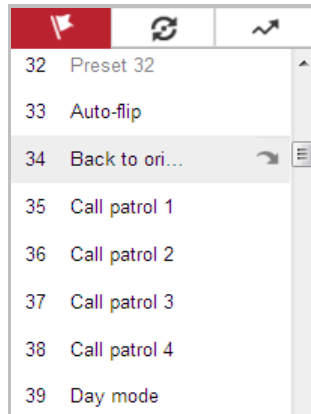 32 Preset 32
33 Auto-flip
34 Back to ori...
35 Call patrol 1
36 Call patrol 2
37 Call patrol 3
38 Call patrol 4
39 Day mode